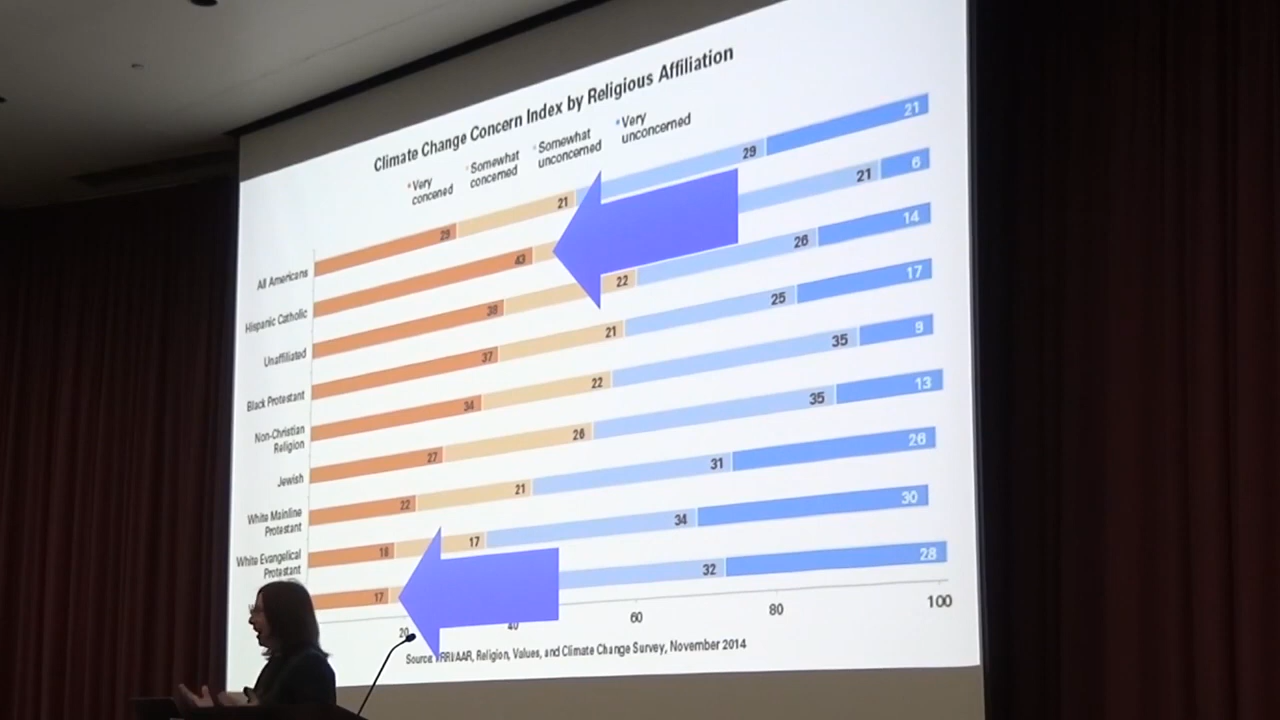 Climate Change Concern Index by Religious Affiliation
Very
concened
Somewhat
concerned
Somewhat
unconcerned
Very
unconcerned
All Americans
29
21
29
21
Hispanic Catholic
43
21
6
Unaffiliated
38
22
26
14
Black Protestant
37
21
25
17
Non-Christian
Religion
34
22
35
9
Jewish
27
26
35
13
White Mainline
Protestant
22
21
31
26
White Evangelical
Protestant
18
17
34
30
17
32
28
20
40
60
80
100
AAR, Religion, Values, and Climate Change Survey, November 2014